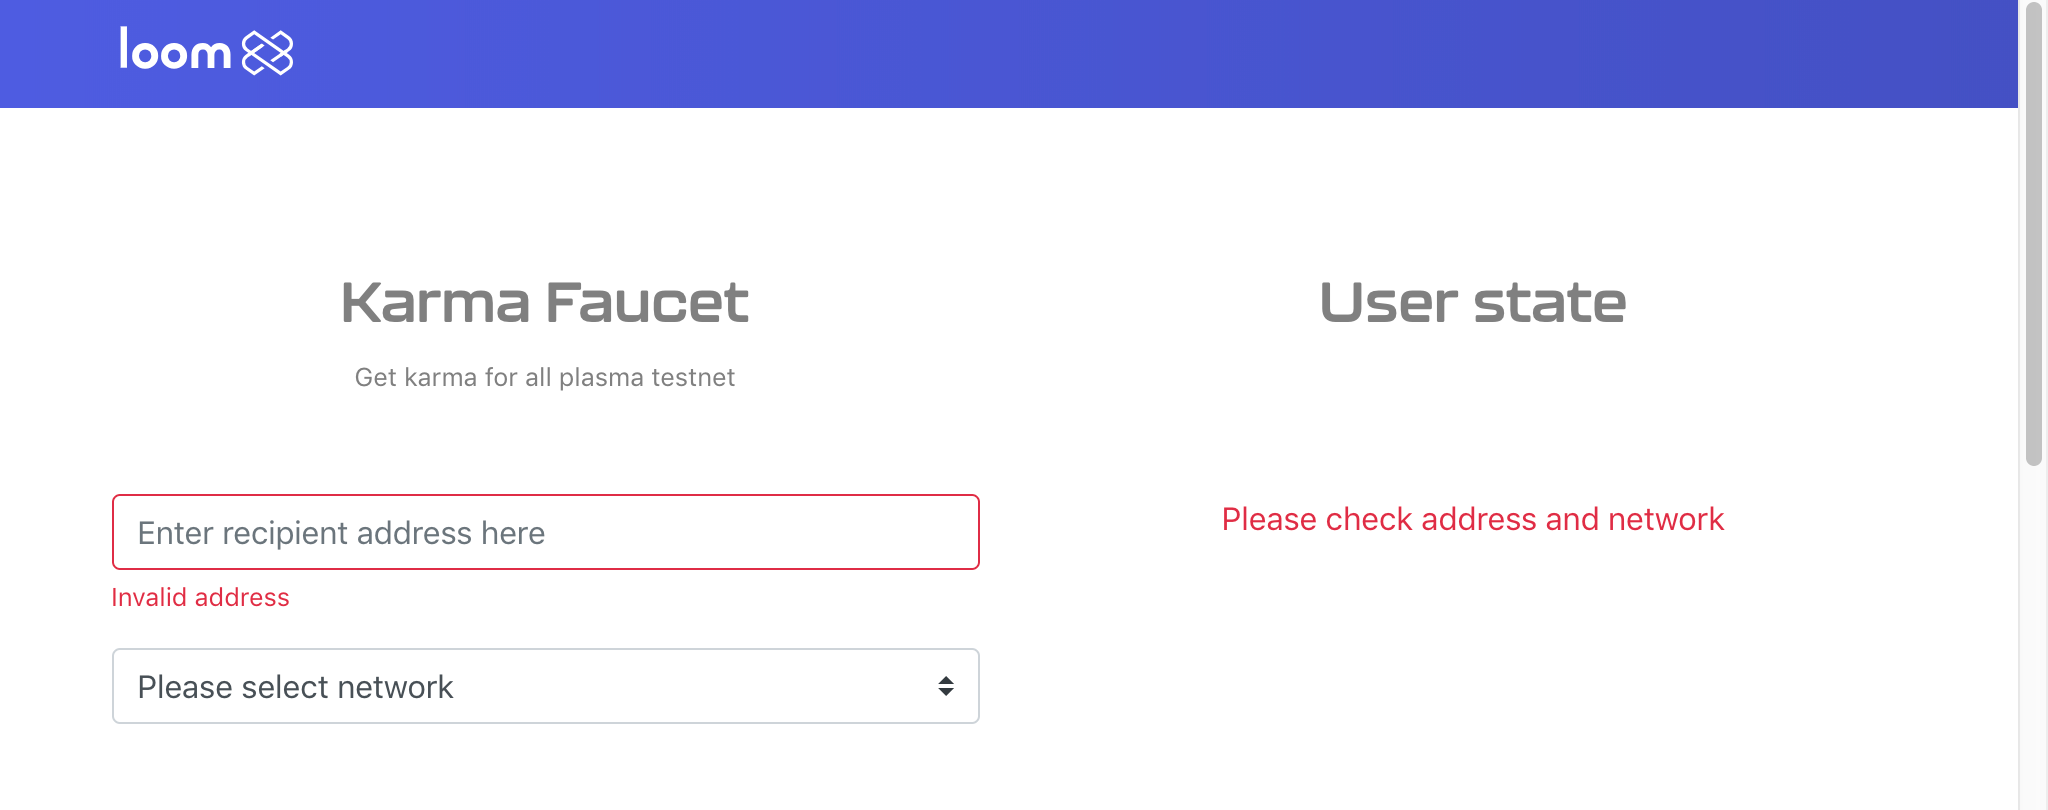 loom
Karma Faucet
Get karma for all plasma testnet
Enter recipient address here
Invalid address
Please select network
User state
Please check address and network